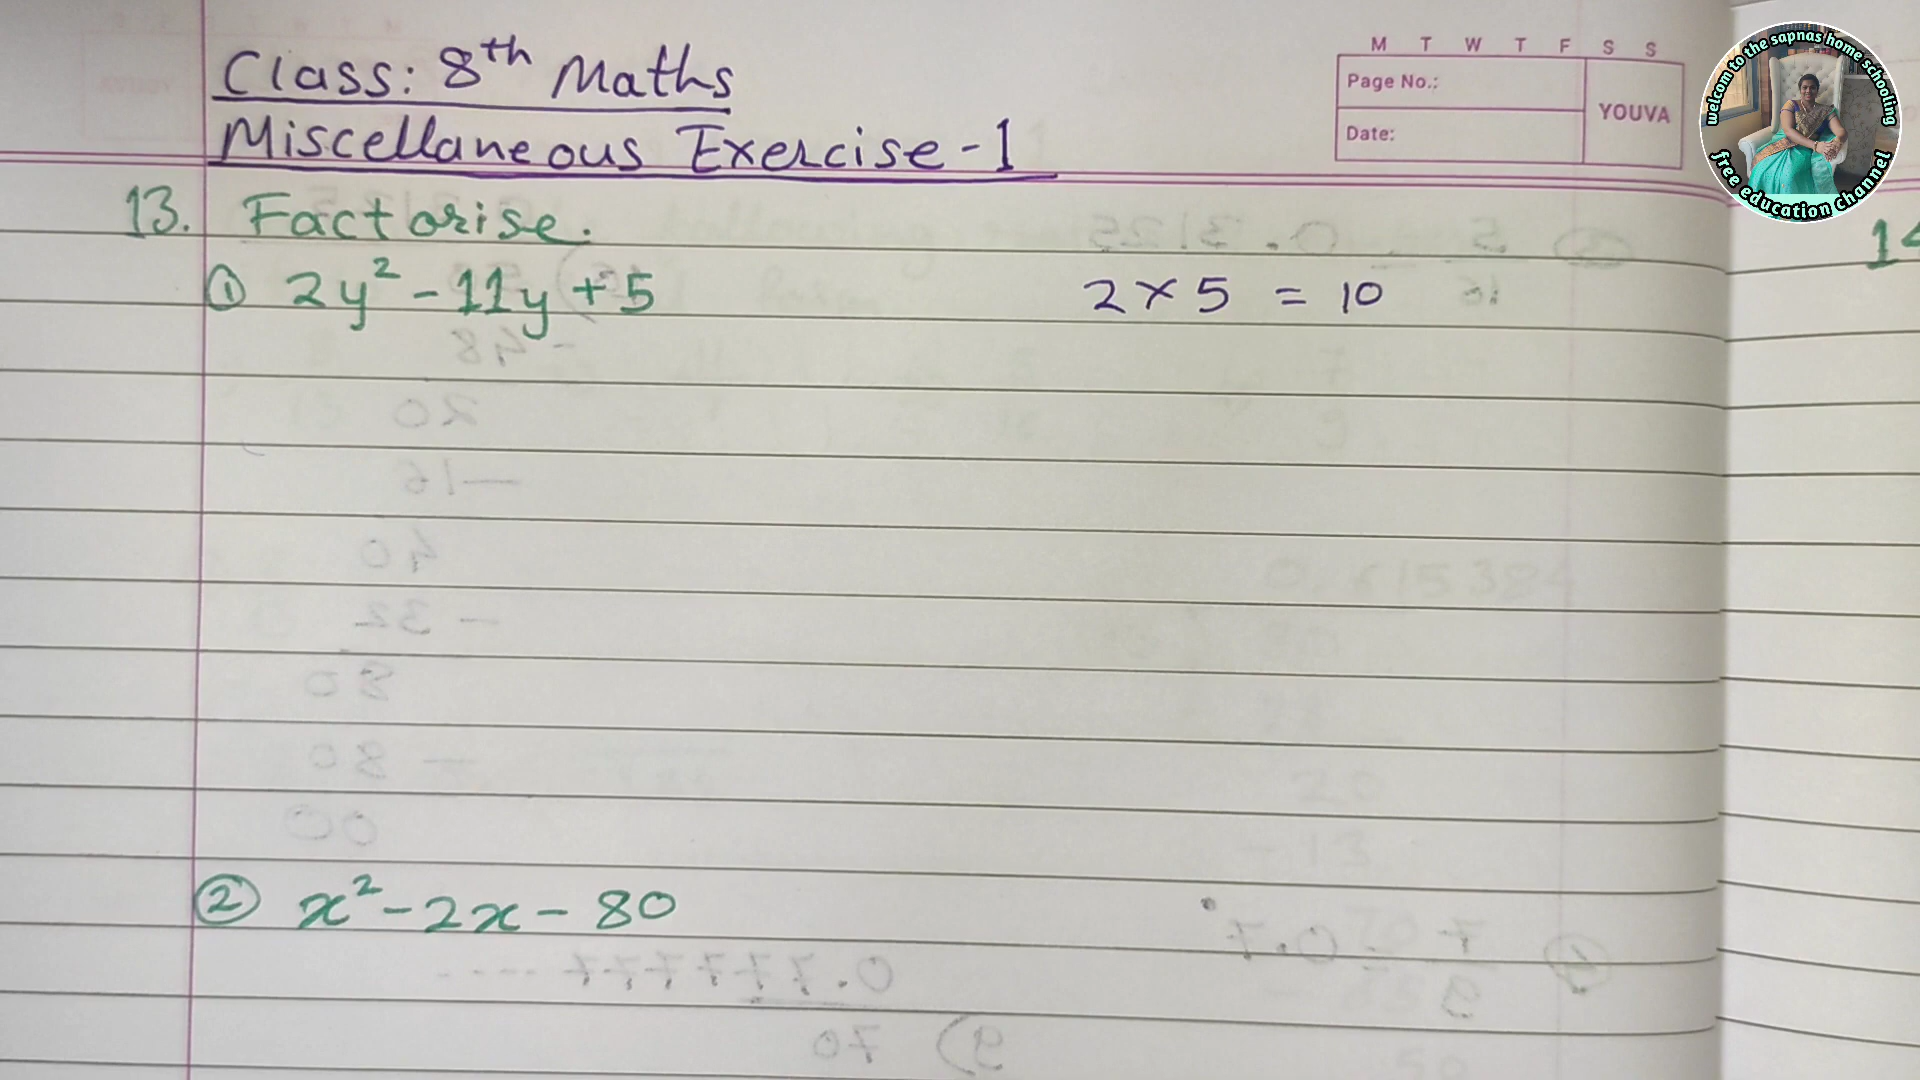 M T W T F S S
Page No.:
Date:
YOUVA
welcom to the sapnas home schooling
free education channel
Class: 8th Maths
Miscellaneous Exercise-1
13. Factorise.
① 2y² - 11y + 5
2 × 5 = 10
② x² - 2x - 80